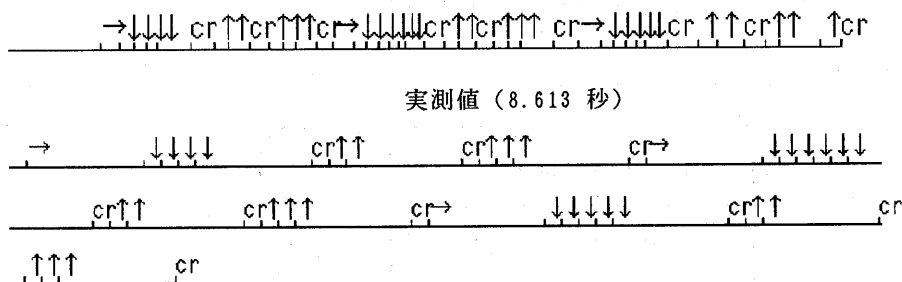 →↓↓↓↓ cr↑↑cr↑↑↑cr→↓↓↓↓↓↓cr↑↑cr↑↑↑ cr→↓↓↓↓↓cr ↑↑cr↑↑ ↑cr
実測値 (8.613 秒)
→ ↓↓↓↓ cr↑↑ cr↑↑↑ cr→ ↓↓↓↓↓↓
cr↑↑ cr↑↑↑ cr→ ↓↓↓↓↓ cr↑↑ cr
↑↑↑ cr